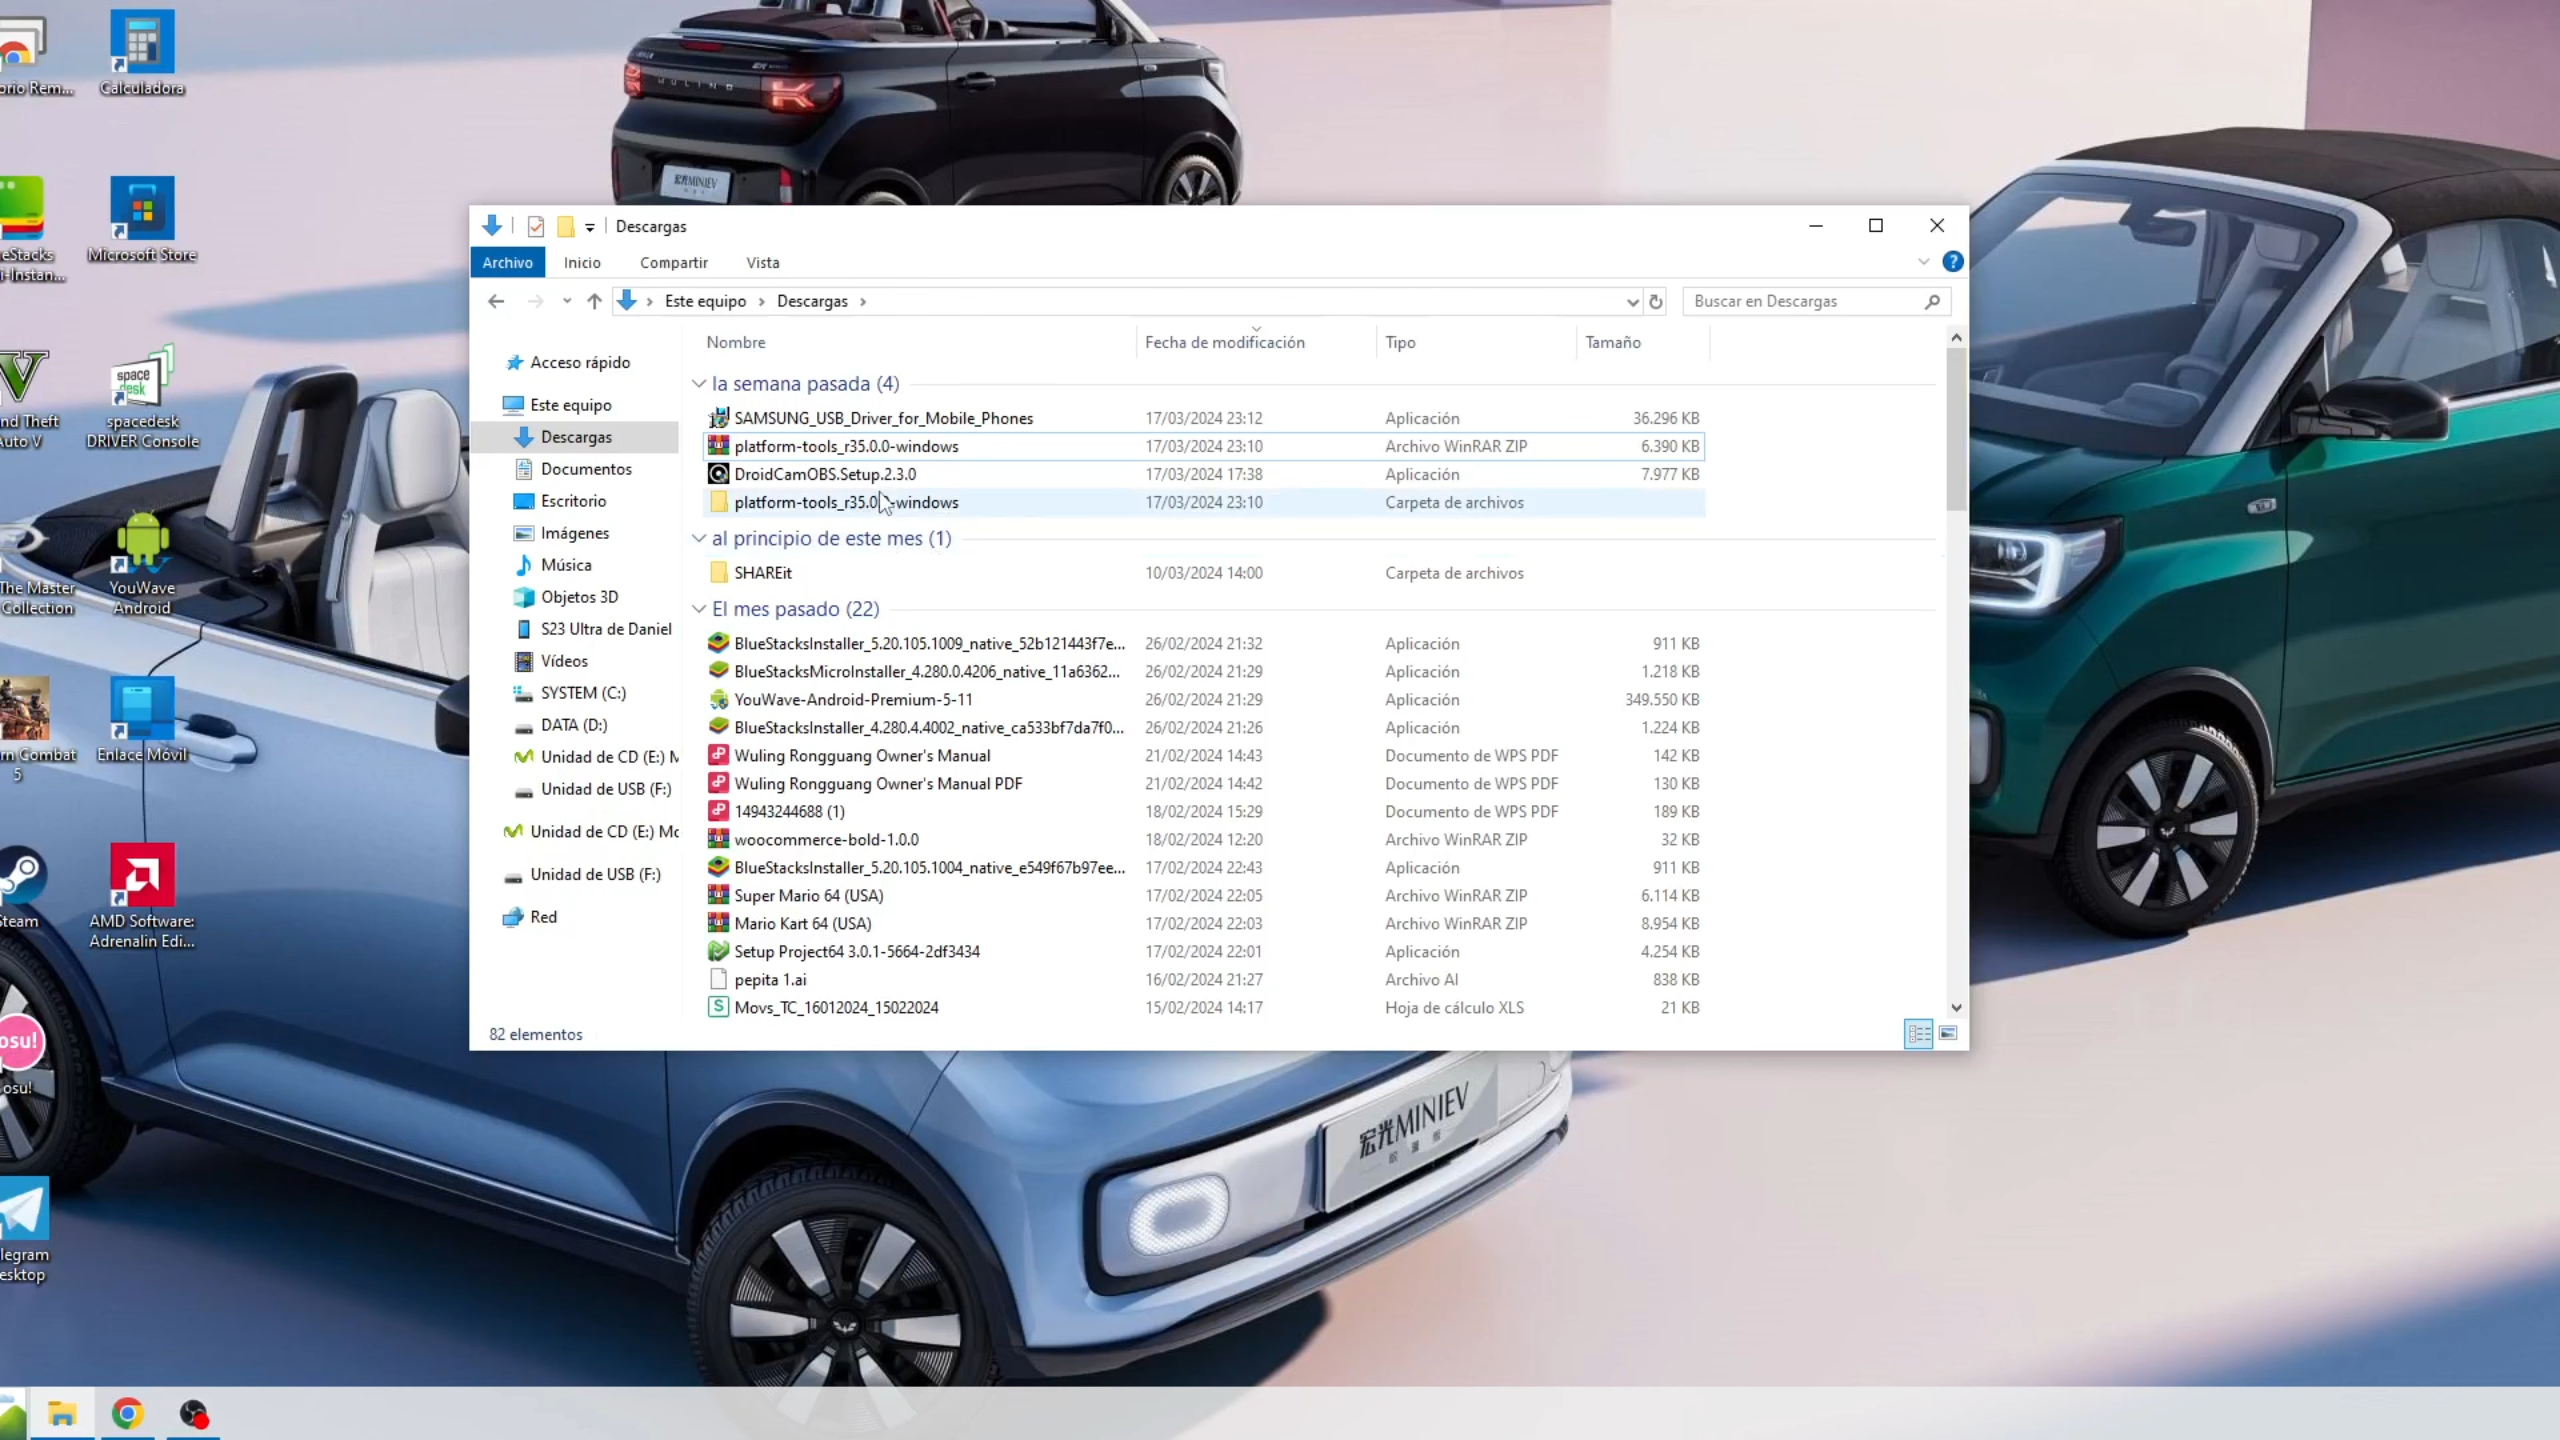 orio Rem...
Calculadora
eStacks
i-Instan...
Microsoft Store
nd Theft
Auto V
spacedesk
DRIVER Console
The Master
Collection
YouWave
Android
rn Combat
5
Enlace Móvil
Steam
AMD Software:
Adrenalin Edi...
osu!
osu!
legram
esktop
space
desk
WULING
宏光MINIEV
Descargas
Archivo
Inicio
Compartir
Vista
?
Este equipo
Descargas
Buscar en Descargas
Acceso rápido
Este equipo
Descargas
Documentos
Escritorio
Imágenes
Música
Objetos 3D
S23 Ultra de Daniel
Vídeos
SYSTEM (C:)
DATA (D:)
Unidad de CD (E:) M
Unidad de USB (F:)
Unidad de CD (E:) Mo
Unidad de USB (F:)
Red
Nombre Fecha de modificación Tipo Tamaño
la semana pasada (4)
SAMSUNG_USB_Driver_for_Mobile_Phones 17/03/2024 23:12 Aplicación 36.296 KB
platform-tools_r35.0.0-windows 17/03/2024 23:10 Archivo WinRAR ZIP 6.390 KB
DroidCamOBS.Setup.2.3.0 17/03/2024 17:38 Aplicación 7.977 KB
platform-tools_r35.0.0-windows 17/03/2024 23:10 Carpeta de archivos
al principio de este mes (1)
SHAREit 10/03/2024 14:00 Carpeta de archivos
El mes pasado (22)
BlueStacksInstaller_5.20.105.1009_native_52b121443f7e... 26/02/2024 21:32 Aplicación 911 KB
BlueStacksMicroInstaller_4.280.0.4206_native_11a6362... 26/02/2024 21:29 Aplicación 1.218 KB
YouWave-Android-Premium-5-11 26/02/2024 21:29 Aplicación 349.550 KB
BlueStacksInstaller_4.280.4.4002_native_ca533bf7da7f0... 26/02/2024 21:26 Aplicación 1.224 KB
Wuling Rongguang Owner's Manual 21/02/2024 14:43 Documento de WPS PDF 142 KB
Wuling Rongguang Owner's Manual PDF 21/02/2024 14:42 Documento de WPS PDF 130 KB
14943244688 (1) 18/02/2024 15:29 Documento de WPS PDF 189 KB
woocommerce-bold-1.0.0 18/02/2024 12:20 Archivo WinRAR ZIP 32 KB
BlueStacksInstaller_5.20.105.1004_native_e549f67b97ee... 17/02/2024 22:43 Aplicación 911 KB
Super Mario 64 (USA) 17/02/2024 22:05 Archivo WinRAR ZIP 6.114 KB
Mario Kart 64 (USA) 17/02/2024 22:03 Archivo WinRAR ZIP 8.954 KB
Setup Project64 3.0.1-5664-2df3434 17/02/2024 22:01 Aplicación 4.254 KB
pepita 1.ai 16/02/2024 21:27 Archivo AI 838 KB
Movs_TC_16012024_15022024 15/02/2024 14:17 Hoja de cálculo XLS 21 KB
82 elementos
宏光MINIEV